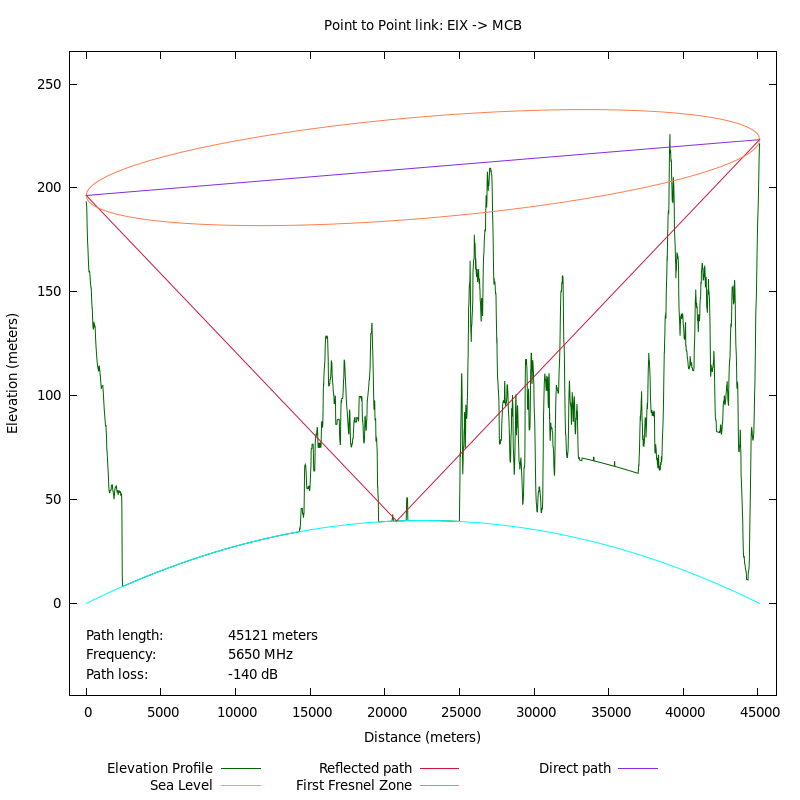 Point to Point link: EIX -> MCB
250
200
150
100
50
0
Elevation (meters)
Path length: 45121 meters
Frequency: 5650 MHz
Path loss: -140 dB
0 5000 10000 15000 20000 25000 30000 35000 40000 45000
Distance (meters)
Elevation Profile Reflected path Direct path
Sea Level First Fresnel Zone